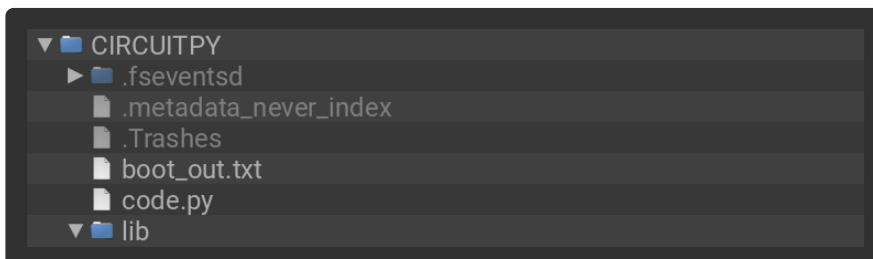 CIRCUITPY
.fseventsd
.metadata_never_index
.Trashes
boot_out.txt
code.py
lib